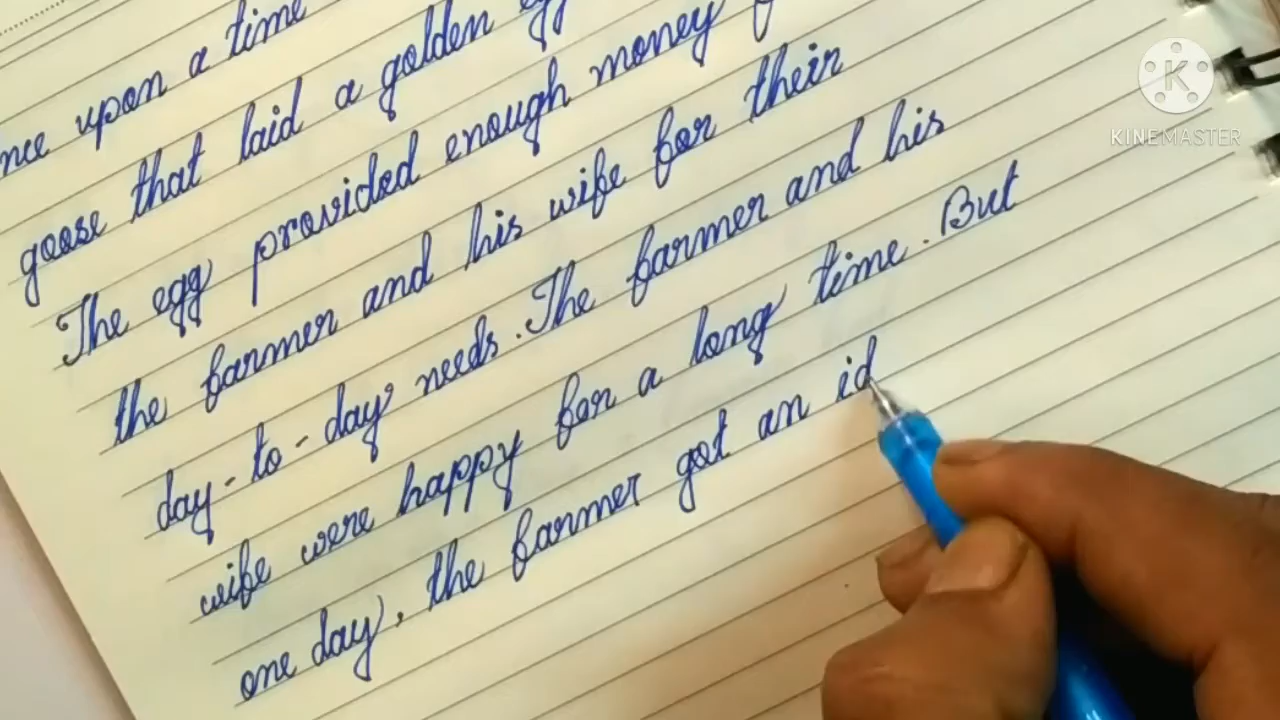 upon a time
goose that laid a golden
The egg provided enough money
the farmer and his wife for their
day-to-day needs. The farmer and his
wife were happy for a long time. But
one day, the farmer got an id
KINEMASTER